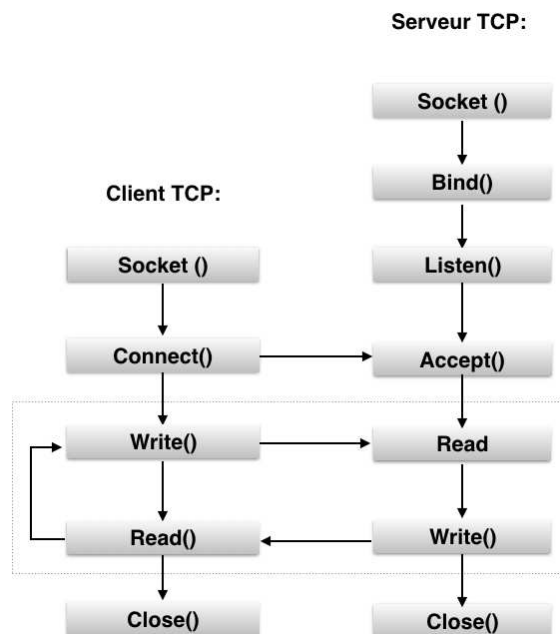 Serveur TCP:
Socket ()
Bind()
Client TCP:
Socket ()
Listen()
Connect()
Accept()
Write()
Read
Read()
Write()
Close()
Close()